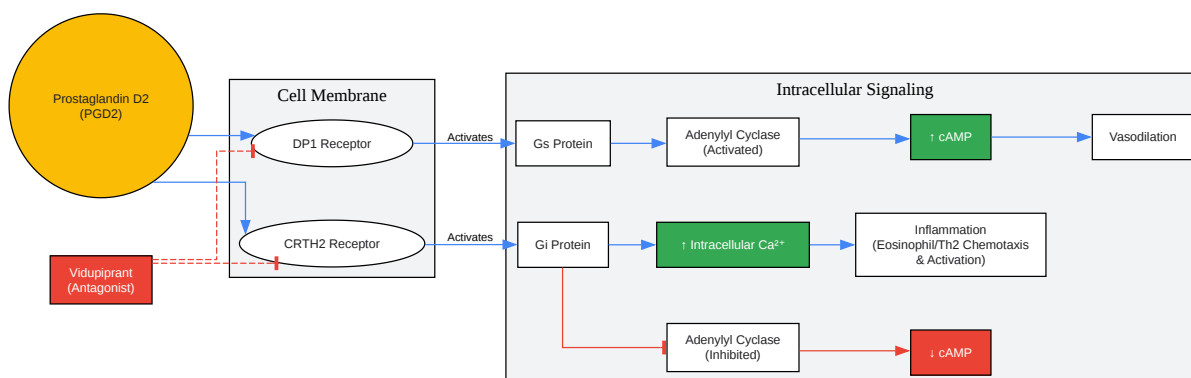 Prostaglandin D2
(PGD2)
Cell Membrane
DP1 Receptor
CRTH2 Receptor
Vidupiprant
(Antagonist)
Activates
Activates
Intracellular Signaling
Gs Protein
Adenylyl Cyclase
(Activated)
↑ cAMP
Vasodilation
Gi Protein
↑ Intracellular Ca²⁺
Inflammation
(Eosinophil/Th2 Chemotaxis
& Activation)
Adenylyl Cyclase
(Inhibited)
↓ cAMP